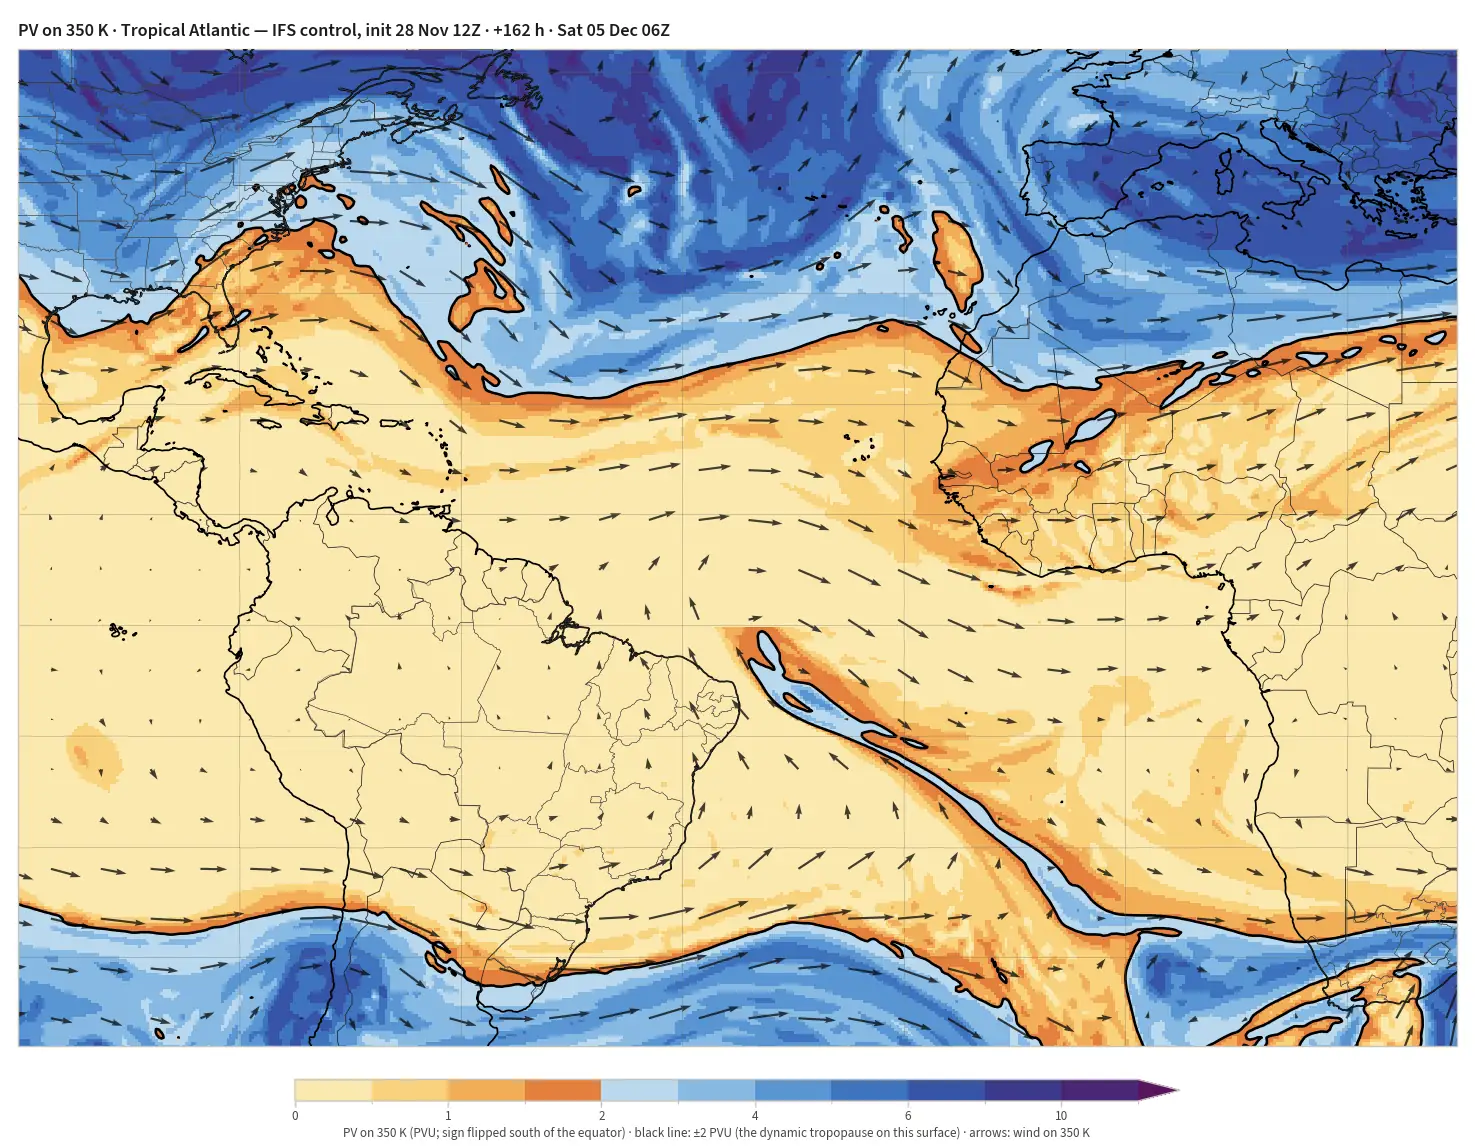 PV on 350 K · Tropical Atlantic — IFS control, init 28 Nov 12Z · +162 h · Sat 05 Dec 06Z
0 1 2 4 6 10
PV on 350 K (PVU; sign flipped south of the equator) · black line: ±2 PVU (the dynamic tropopause on this surface) · arrows: wind on 350 K